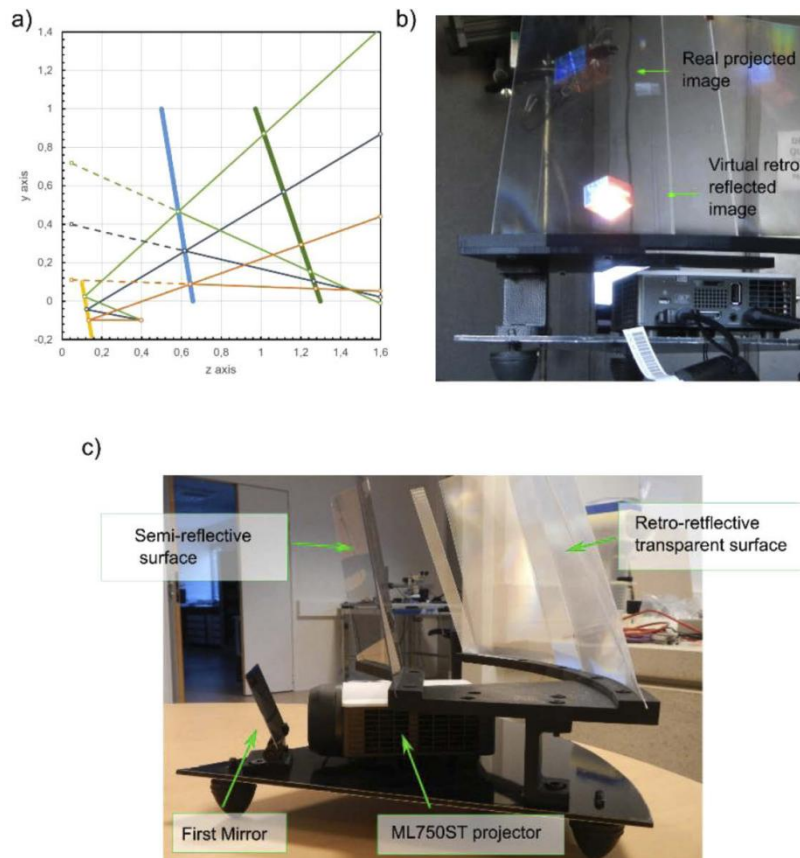 a)
1,4
1,2
1
0,8
0,6
0,4
0,2
0
-0,2
y axis
0
0,2
0,4
0,6
0,8
1
1,2
1,4
1,6
z axis
b)
Real projected
image
Virtual retro
reflected
image
c)
Semi-reflective
surface
Retro-retflective
transparent surface
First Mirror
ML750ST projector